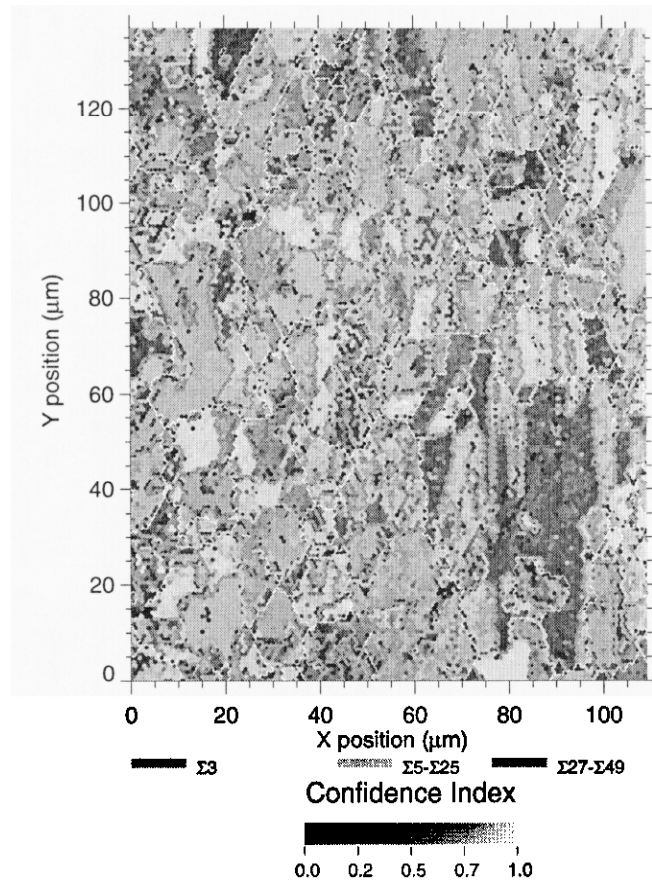 120
100
80
60
40
20
0
Y position (μm)
0 20 40 60 80 100
X position (μm)
Σ3 Σ5-Σ25 Σ27-Σ49
Confidence Index
0.0 0.2 0.5 0.7 1.0